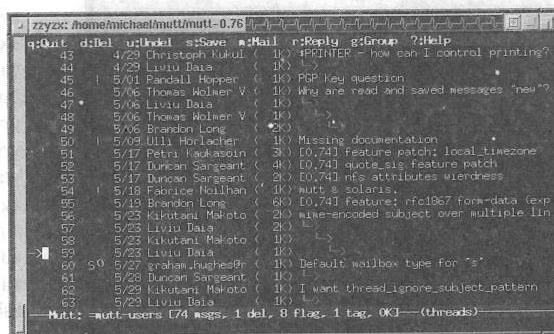 zzyzx: /home/michael/mutt/mutt-0.76
q:Quit d:Del u:Undel s:Save m:Mail r:Reply g:Group ?:Help
43 4/29 Christoph Kukul ( 1K) #PRINTER - how can I control printing?
44 4/29 Liviu Daia ( 1K)
45 ! 5/01 Randall Hopper ( 1K) PGP Key question
46 5/06 Thomas Wolmer V ( 1K) Why are read and saved messages "new"?
47 * 5/06 Liviu Daia ( 1K)
48 5/06 Thomas Wolmer V ( 1K)
49 5/06 Brandon Long ( 2K)
50 ! 5/09 Ulli Horlacher ( 1K) Missing documentation
51 5/17 Petri Kaukasoin ( 3K) [0.74] feature patch: local_timezone
52 5/17 Duncan Sargeant ( 4K) [0.74] quote_sig feature patch
53 5/17 Duncan Sargeant ( 2K) [0.74] nfs attributes wierdness
54 ! 5/18 Fabrice Noilhan ( 1K) mutt & solaris.
55 5/19 Brandon Long ( 6K) [0.74] feature: rfc1867 form-data (exp
56 5/23 Kikutani Makoto ( 2K) mime-encoded subject over multiple lin
57 5/23 Liviu Daia ( 2K)
58 5/23 Kikutani Makoto ( 1K)
-> 59 5/23 Liviu Daia ( 1K)
60 5/27 graham.hughes@r ( 1K) Default mailbox type for "s"
61 5/28 Duncan Sargeant ( 1K)
62 5/29 Kikutani Makoto ( 1K) I want thread_ignore_subject_pattern
63 5/29 Liviu Daia ( 1K)
---Mutt: =mutt-users [74 msgs, 1 del, 8 flag, 1 tag, OK]---(threads)---